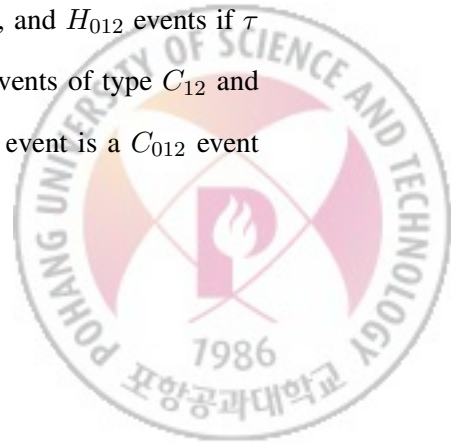 , and $H_{012}$ events if $\tau$
vents of type $C_{12}$ and
event is a $C_{012}$ event
POHANG UNIVERSITY OF SCIENCE AND TECHNOLOGY
1986
포항공과대학교